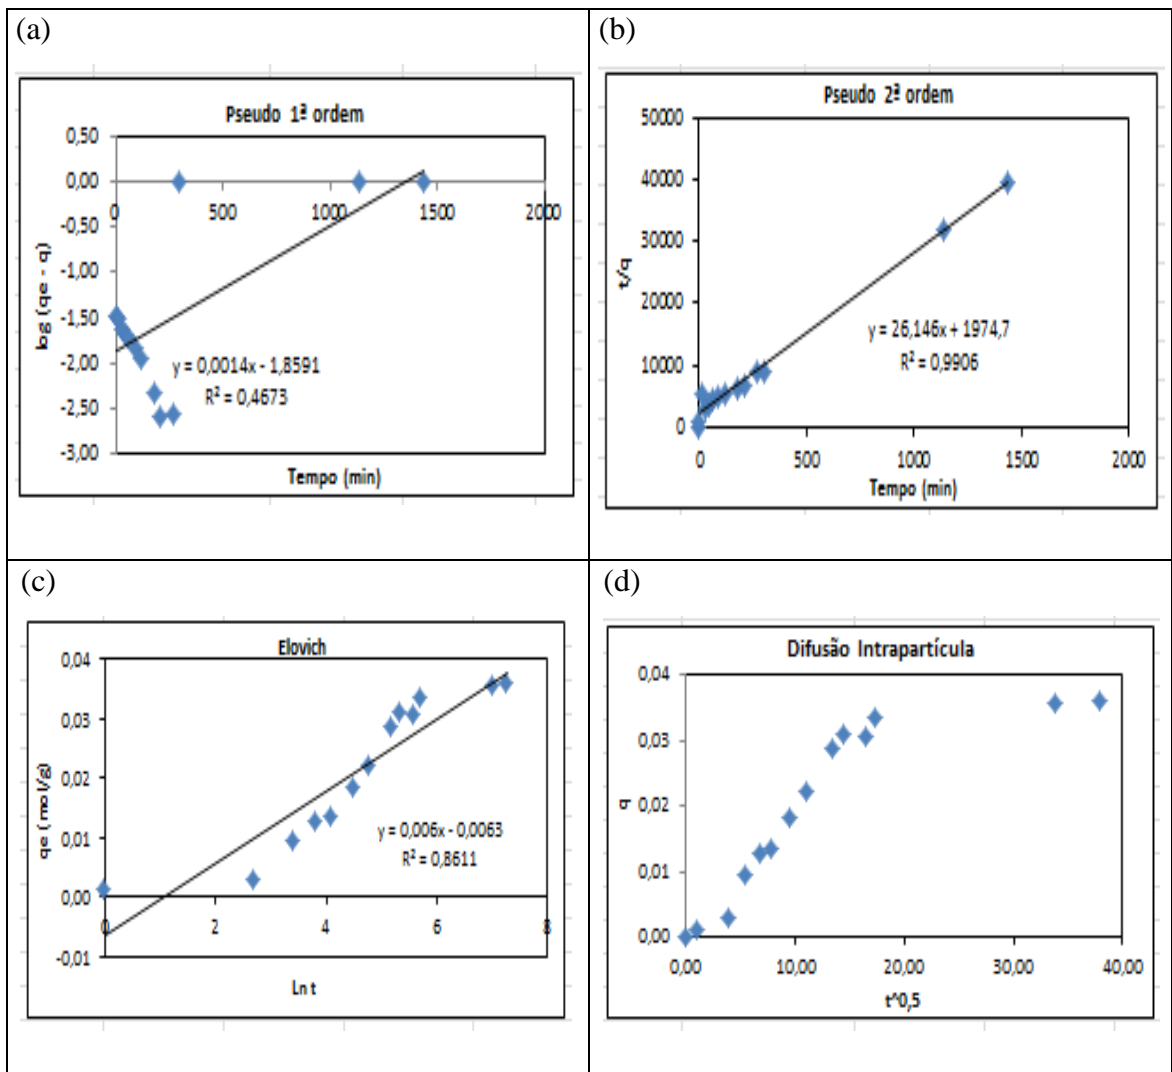 (a)
Pseudo 1ª ordem
0,50
0,00
-0,50
-1,00
-1,50
-2,00
-2,50
-3,00
0
500
1000
1500
2000
log (qe - q)
y = 0,0014x - 1,8591
R² = 0,4673
Tempo (min)
(b)
Pseudo 2ª ordem
50000
40000
30000
20000
10000
0
0
500
1000
1500
2000
t/q
y = 26,146x + 1974,7
R² = 0,9906
Tempo (min)
(c)
Elovich
0,04
0,03
0,02
0,01
0,00
-0,01
0
2
4
6
8
qe (mol/g)
y = 0,006x - 0,0063
R² = 0,8611
Ln t
(d)
Difusão Intrapartícula
0,04
0,03
0,02
0,01
0,00
0,00
10,00
20,00
30,00
40,00
q
t^0,5